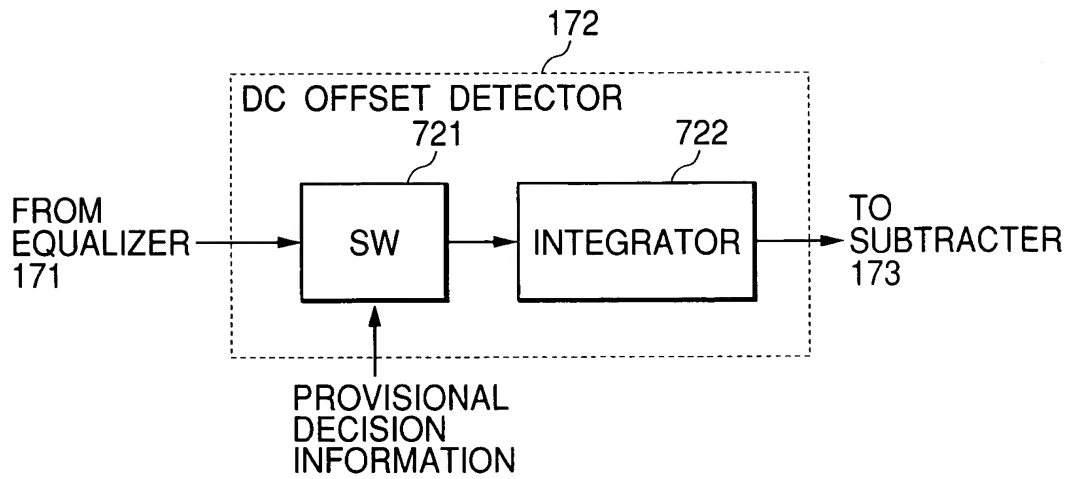 172
DC OFFSET DETECTOR
721
722
FROM
EQUALIZER
171
SW
INTEGRATOR
TO
SUBTRACTER
173
PROVISIONAL
DECISION
INFORMATION